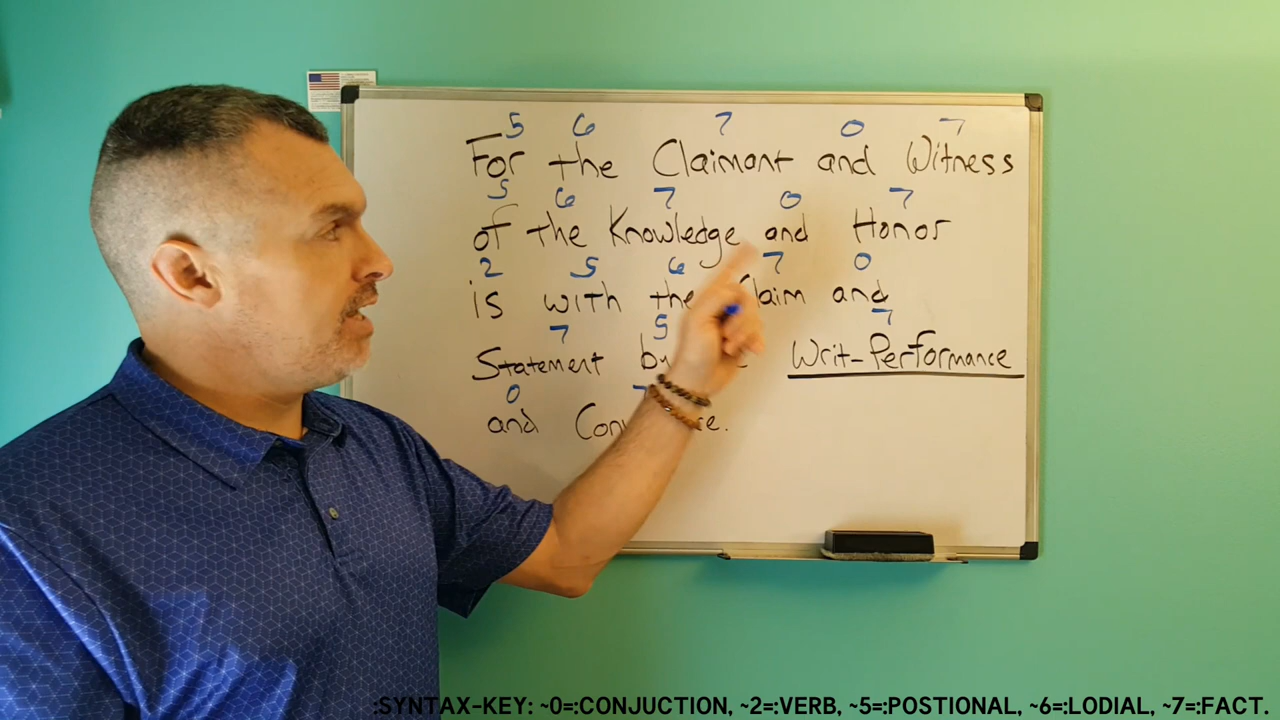 5 6 7 0 7
For the Claimant and Witness
5 6 7 0 7
of the Knowledge and Honor
2 5 6 7 0
is with the Claim and
7 5 7
Statement by Writ-Performance
0
and
:SYNTAX-KEY: ~0=:CONJUCTION, ~2=:VERB, ~5=:POSTIONAL, ~6=:LODIAL, ~7=:FACT.